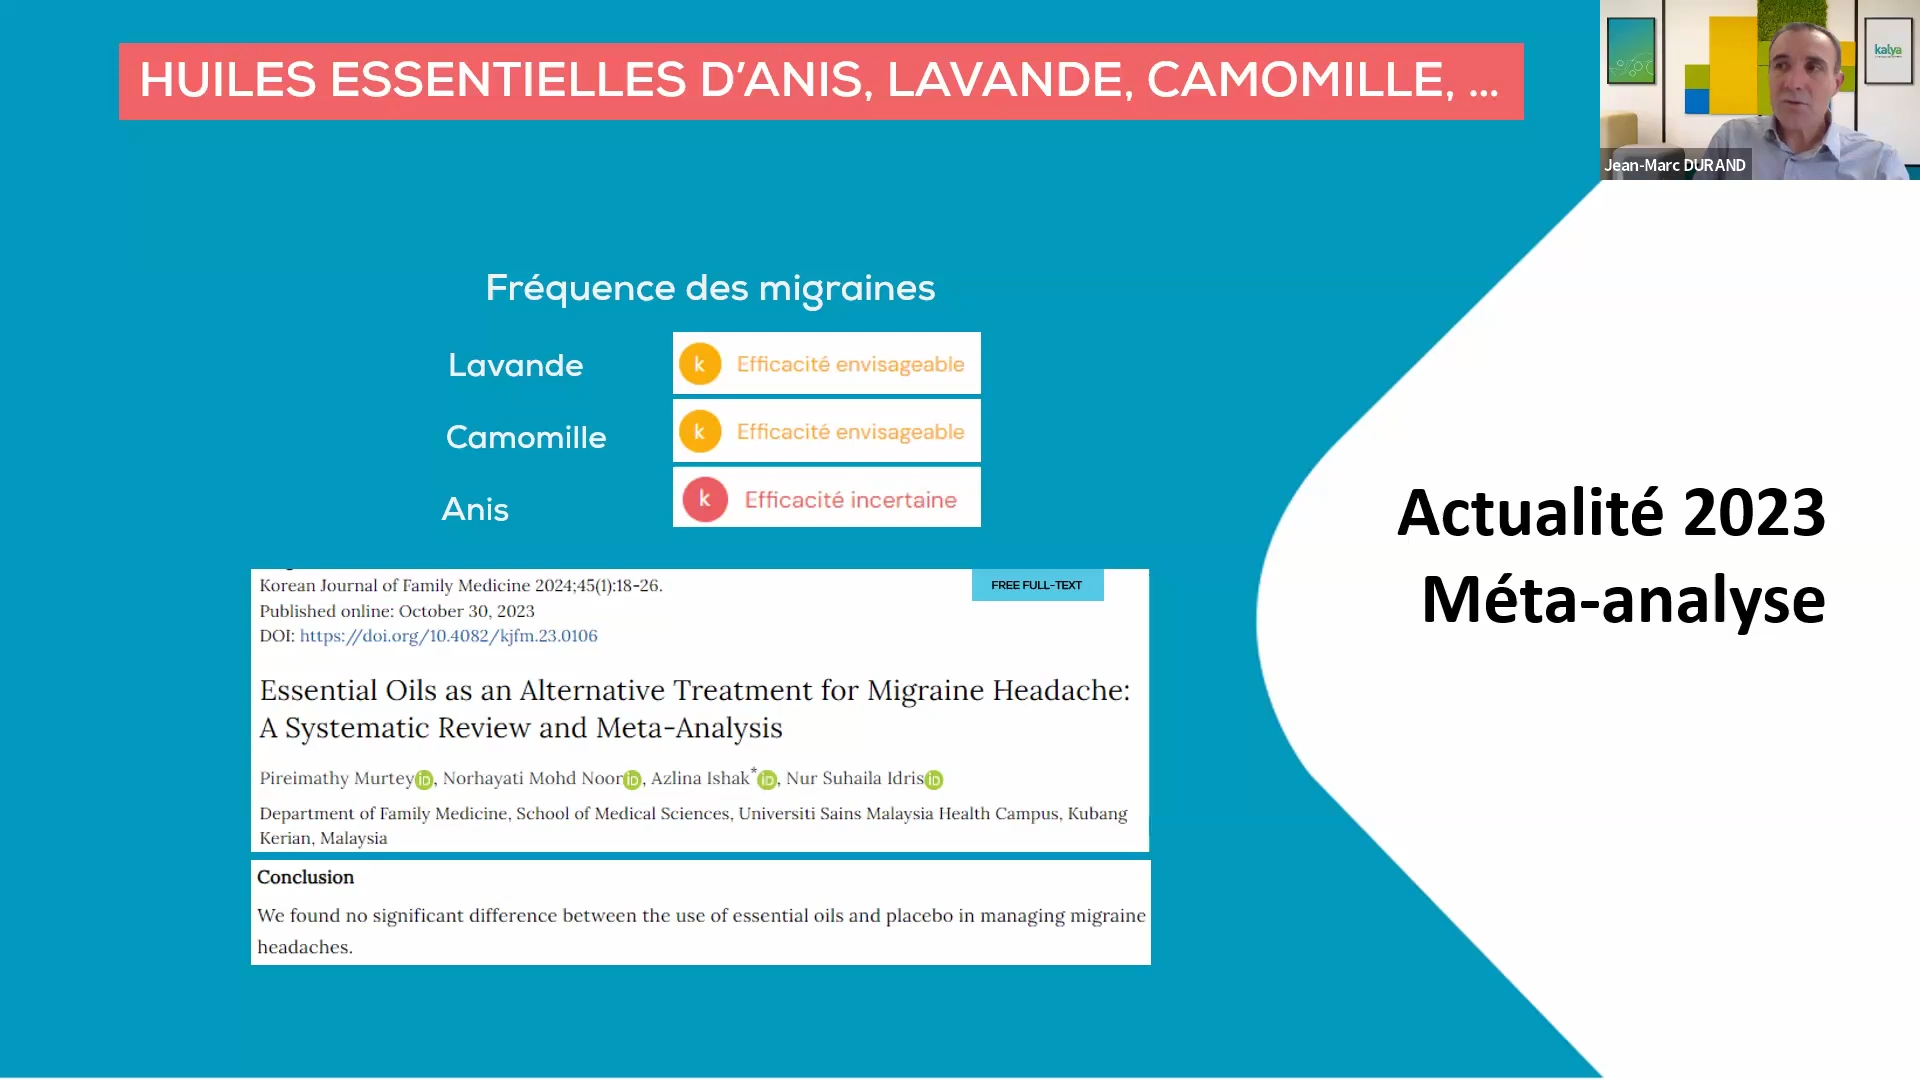 HUILES ESSENTIELLES D’ANIS, LAVANDE, CAMOMILLE, ...
kalya
Jean-Marc DURAND
Fréquence des migraines
Lavande
k Efficacité envisageable
Camomille
k Efficacité envisageable
Anis
k Efficacité incertaine
Actualité 2023
Méta-analyse
Korean Journal of Family Medicine 2024;45(1):18-26.
FREE FULL-TEXT
Published online: October 30, 2023
DOI: https://doi.org/10.4082/kjfm.23.0106
Essential Oils as an Alternative Treatment for Migraine Headache:
A Systematic Review and Meta-Analysis
Pireimathy Murtey iD, Norhayati Mohd Noor iD, Azlina Ishak* iD, Nur Suhaila Idris iD
Department of Family Medicine, School of Medical Sciences, Universiti Sains Malaysia Health Campus, Kubang
Kerian, Malaysia
Conclusion
We found no significant difference between the use of essential oils and placebo in managing migraine
headaches.